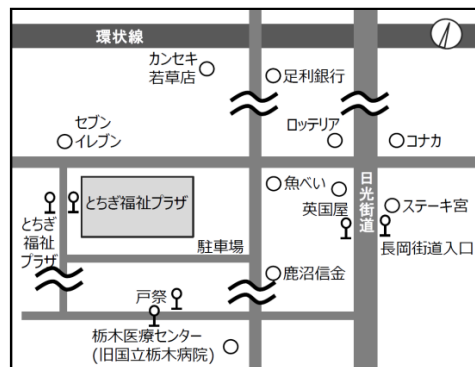 環状線
カンセキ
若草店
足利銀行
セブン
イレブン
ロッテリア
コナカ
とちぎ福祉プラザ
魚べい
英国屋
日光街道
ステーキ宮
とちぎ
福祉
プラザ
駐車場
長岡街道入口
鹿沼信金
戸祭
栃木医療センター
(旧国立栃木病院)